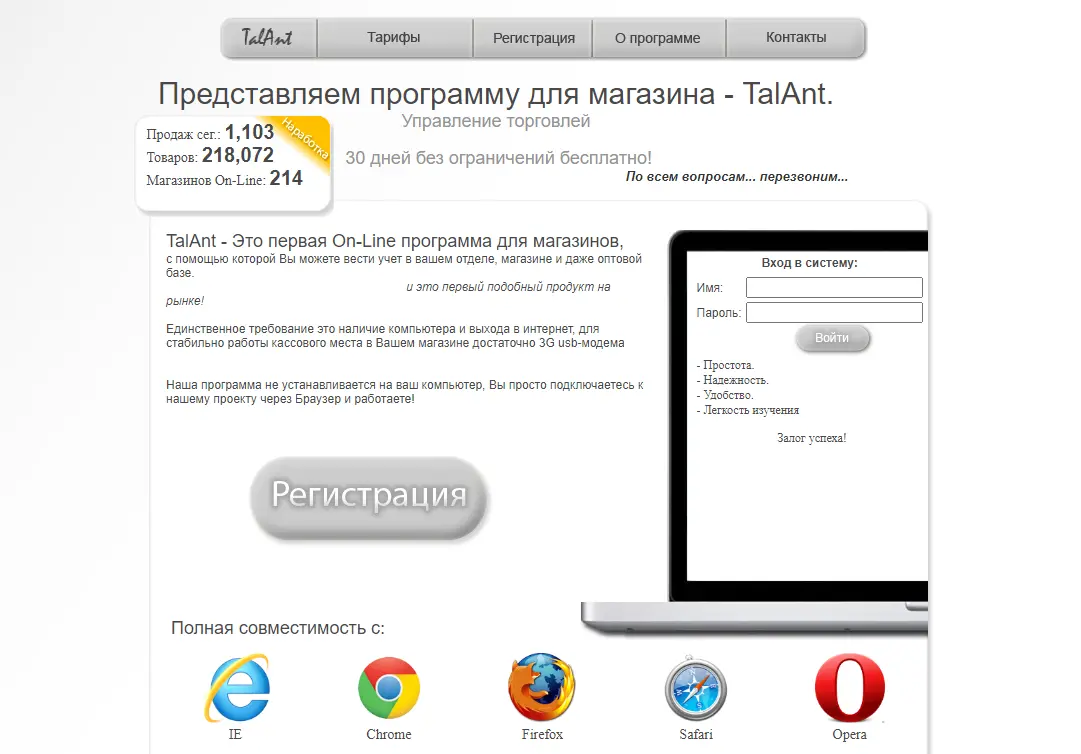 TalAnt
Тарифы
Регистрация
О программе
Контакты
Представляем программу для магазина - TalAnt.
Управление торговлей
30 дней без ограничений бесплатно!
По всем вопросам... перезвоним...
Продаж сег.: 1,103
Товаров: 218,072
Магазинов On-Line: 214
Наработка
TalAnt - Это первая On-Line программа для магазинов,
с помощью которой Вы можете вести учет в вашем отделе, магазине и даже оптовой
базе.
и это первый подобный продукт на
рынке!
Единственное требование это наличие компьютера и выхода в интернет, для
стабильно работы кассового места в Вашем магазине достаточно 3G usb-модема
Наша программа не устанавливается на ваш компьютер, Вы просто подключаетесь к
нашему проекту через Браузер и работаете!
Регистрация
Вход в систему:
Имя:
Пароль:
Войти
- Простота.
- Надежность.
- Удобство.
- Легкость изучения
Залог успеха!
Полная совместимость с:
IE
Chrome
Firefox
Safari
Opera